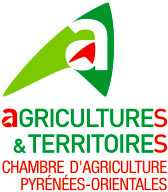 a
aGRICULTURES
& TERRITOIRES
CHAMBRE D'AGRICULTURE
PYRÉNÉES-ORIENTALES